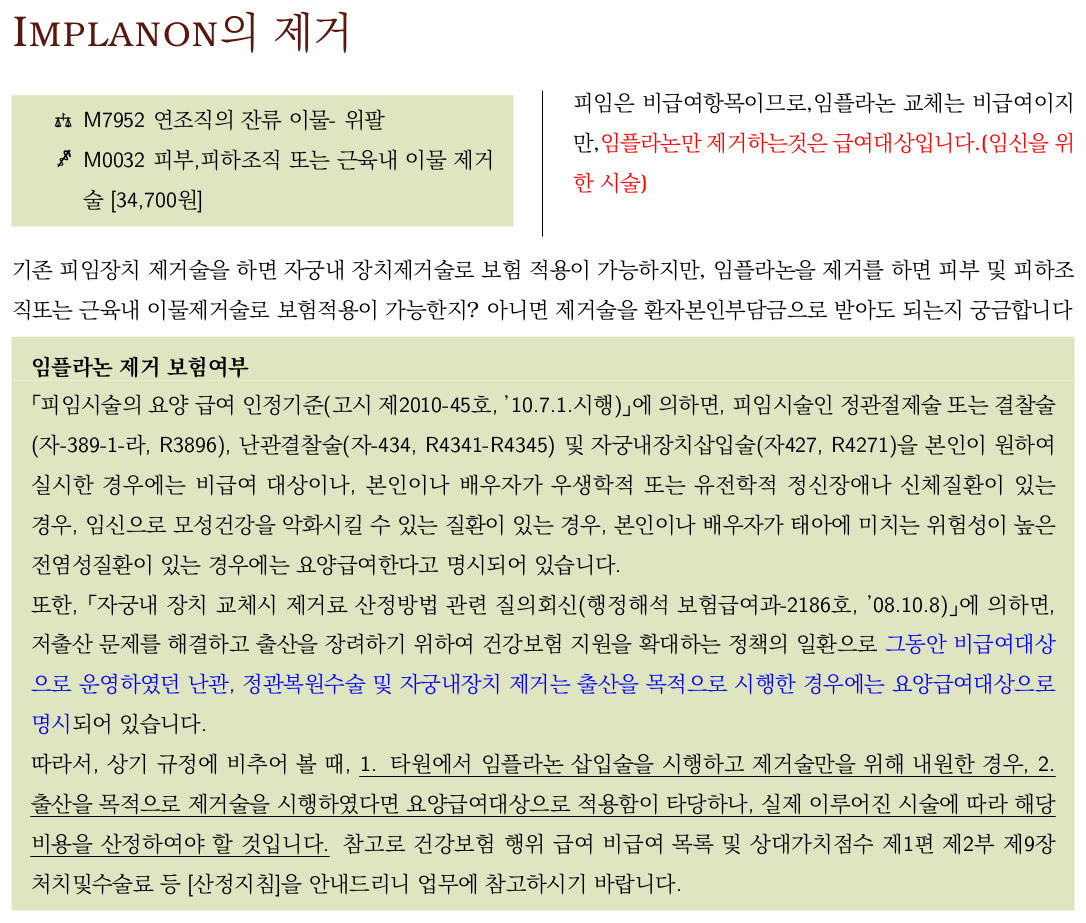 IMPLANON의 제거
M7952 연조직의 잔류 이물- 위팔
M0032 피부,피하조직 또는 근육내 이물 제거
술 [34,700원]
피임은 비급여항목이므로,임플라논 교체는 비급여이지
만,임플라논만 제거하는것은 급여대상입니다.(임신을 위
한 시술)
기존 피임장치 제거술을 하면 자궁내 장치제거술로 보험 적용이 가능하지만, 임플라논을 제거를 하면 피부 및 피하조
직또는 근육내 이물제거술로 보험적용이 가능한지? 아니면 제거술을 환자본인부담금으로 받아도 되는지 궁금합니다
임플라논 제거 보험여부
「피임시술의 요양 급여 인정기준(고시 제2010-45호, ’10.7.1.시행)」에 의하면, 피임시술인 정관절제술 또는 결찰술
(자-389-1-라, R3896), 난관결찰술(자-434, R4341-R4345) 및 자궁내장치삽입술(자427, R4271)을 본인이 원하여
실시한 경우에는 비급여 대상이나, 본인이나 배우자가 우생학적 또는 유전학적 정신장애나 신체질환이 있는
경우, 임신으로 모성건강을 악화시킬 수 있는 질환이 있는 경우, 본인이나 배우자가 태아에 미치는 위험성이 높은
전염성질환이 있는 경우에는 요양급여한다고 명시되어 있습니다.
또한, 「자궁내 장치 교체시 제거료 산정방법 관련 질의회신(행정해석 보험급여과-2186호, ’08.10.8)」에 의하면,
저출산 문제를 해결하고 출산을 장려하기 위하여 건강보험 지원을 확대하는 정책의 일환으로 그동안 비급여대상
으로 운영하였던 난관, 정관복원수술 및 자궁내장치 제거는 출산을 목적으로 시행한 경우에는 요양급여대상으로
명시되어 있습니다.
따라서, 상기 규정에 비추어 볼 때, 1. 타원에서 임플라논 삽입술을 시행하고 제거술만을 위해 내원한 경우, 2.
출산을 목적으로 제거술을 시행하였다면 요양급여대상으로 적용함이 타당하나, 실제 이루어진 시술에 따라 해당
비용을 산정하여야 할 것입니다. 참고로 건강보험 행위 급여 비급여 목록 및 상대가치점수 제1편 제2부 제9장
처치및수술료 등 [산정지침]을 안내드리니 업무에 참고하시기 바랍니다.